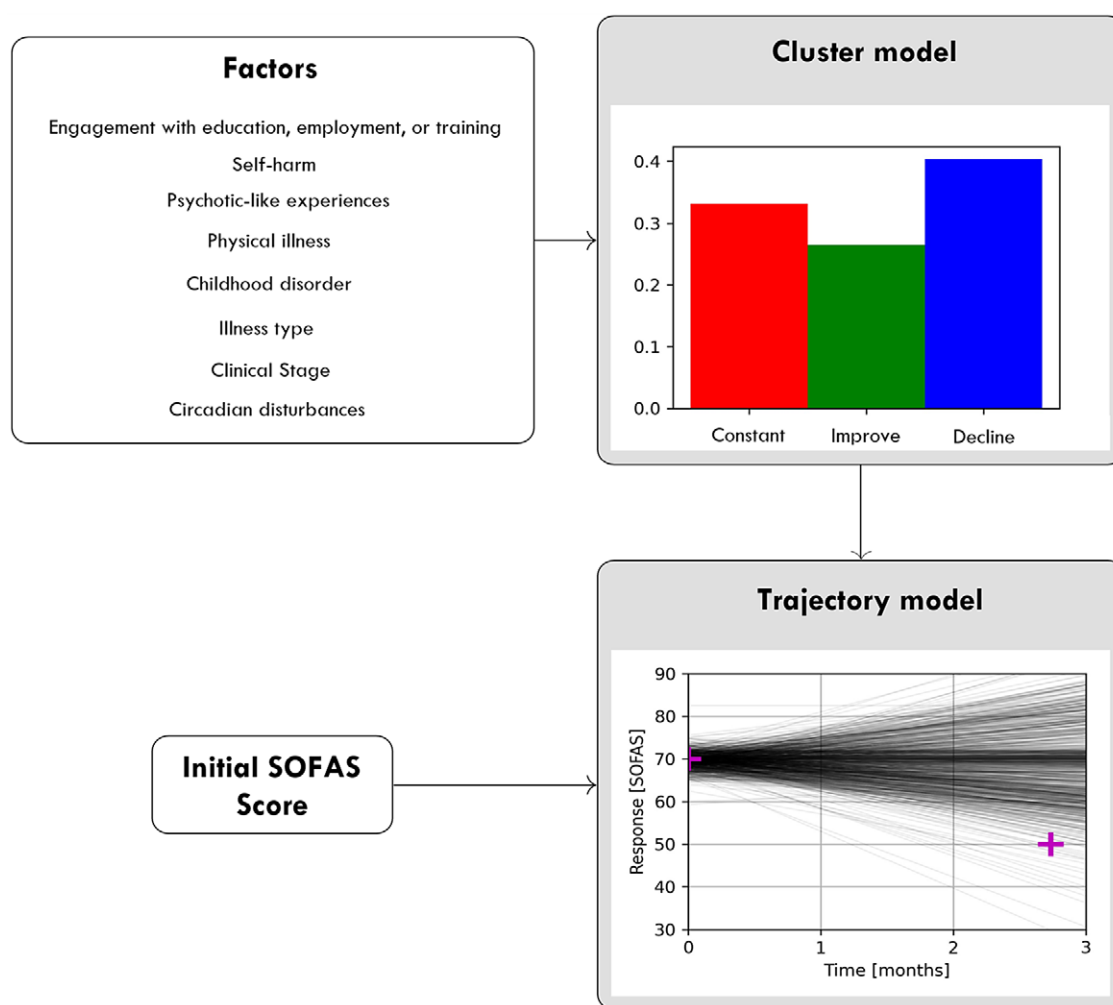 Factors
Engagement with education, employment, or training
Self-harm
Psychotic-like experiences
Physical illness
Childhood disorder
Illness type
Clinical Stage
Circadian disturbances
Cluster model
0.4
0.3
0.2
0.1
0.0
Constant Improve Decline
Initial SOFAS
Score
Trajectory model
Response [SOFAS]
90
80
70
60
50
40
30
0 1 2 3
Time [months]